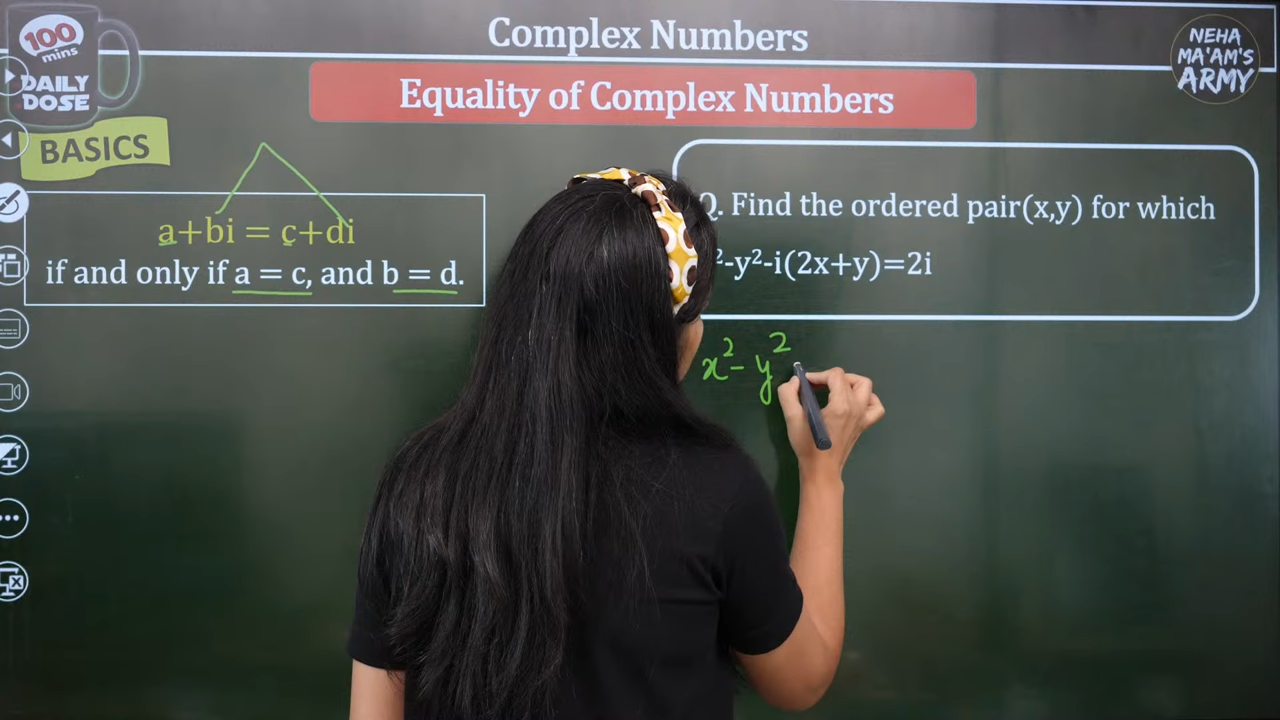 100
mins
DAILY
DOSE
Complex Numbers
NEHA
MA'AM'S
ARMY
Equality of Complex Numbers
BASICS
a+bi = c+di
if and only if a = c, and b = d.
Q. Find the ordered pair(x,y) for which
²-y²-i(2x+y)=2i
x² - y²